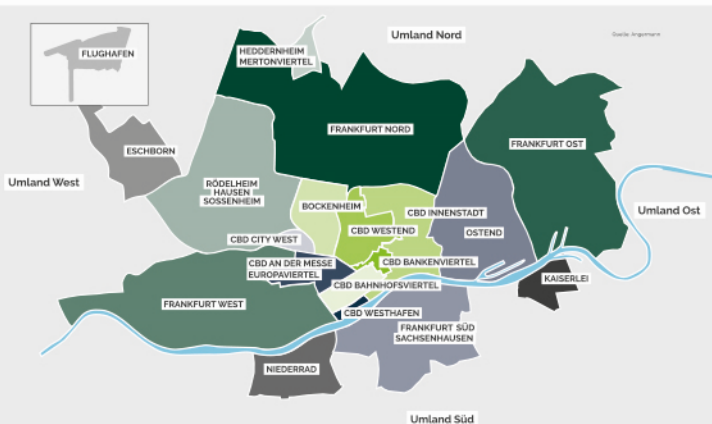 Umland Nord
Quelle: Angermann
FLUGHAFEN
HEDDERNHEIM
MERTONVIERTEL
FRANKFURT NORD
FRANKFURT OST
ESCHBORN
Umland West
RÖDELHEIM
HAUSEN
SOSSENHEIM
BOCKENHEIM
CBD INNENSTADT
Umland Ost
CBD WESTEND
OSTEND
CBD CITY WEST
CBD AN DER MESSE
EUROPAVIERTEL
CBD BANKENVIERTEL
KAISERLEI
CBD BAHNHOFSVIERTEL
FRANKFURT WEST
CBD WESTHAFEN
FRANKFURT SÜD
SACHSENHAUSEN
NIEDERRAD
Umland Süd